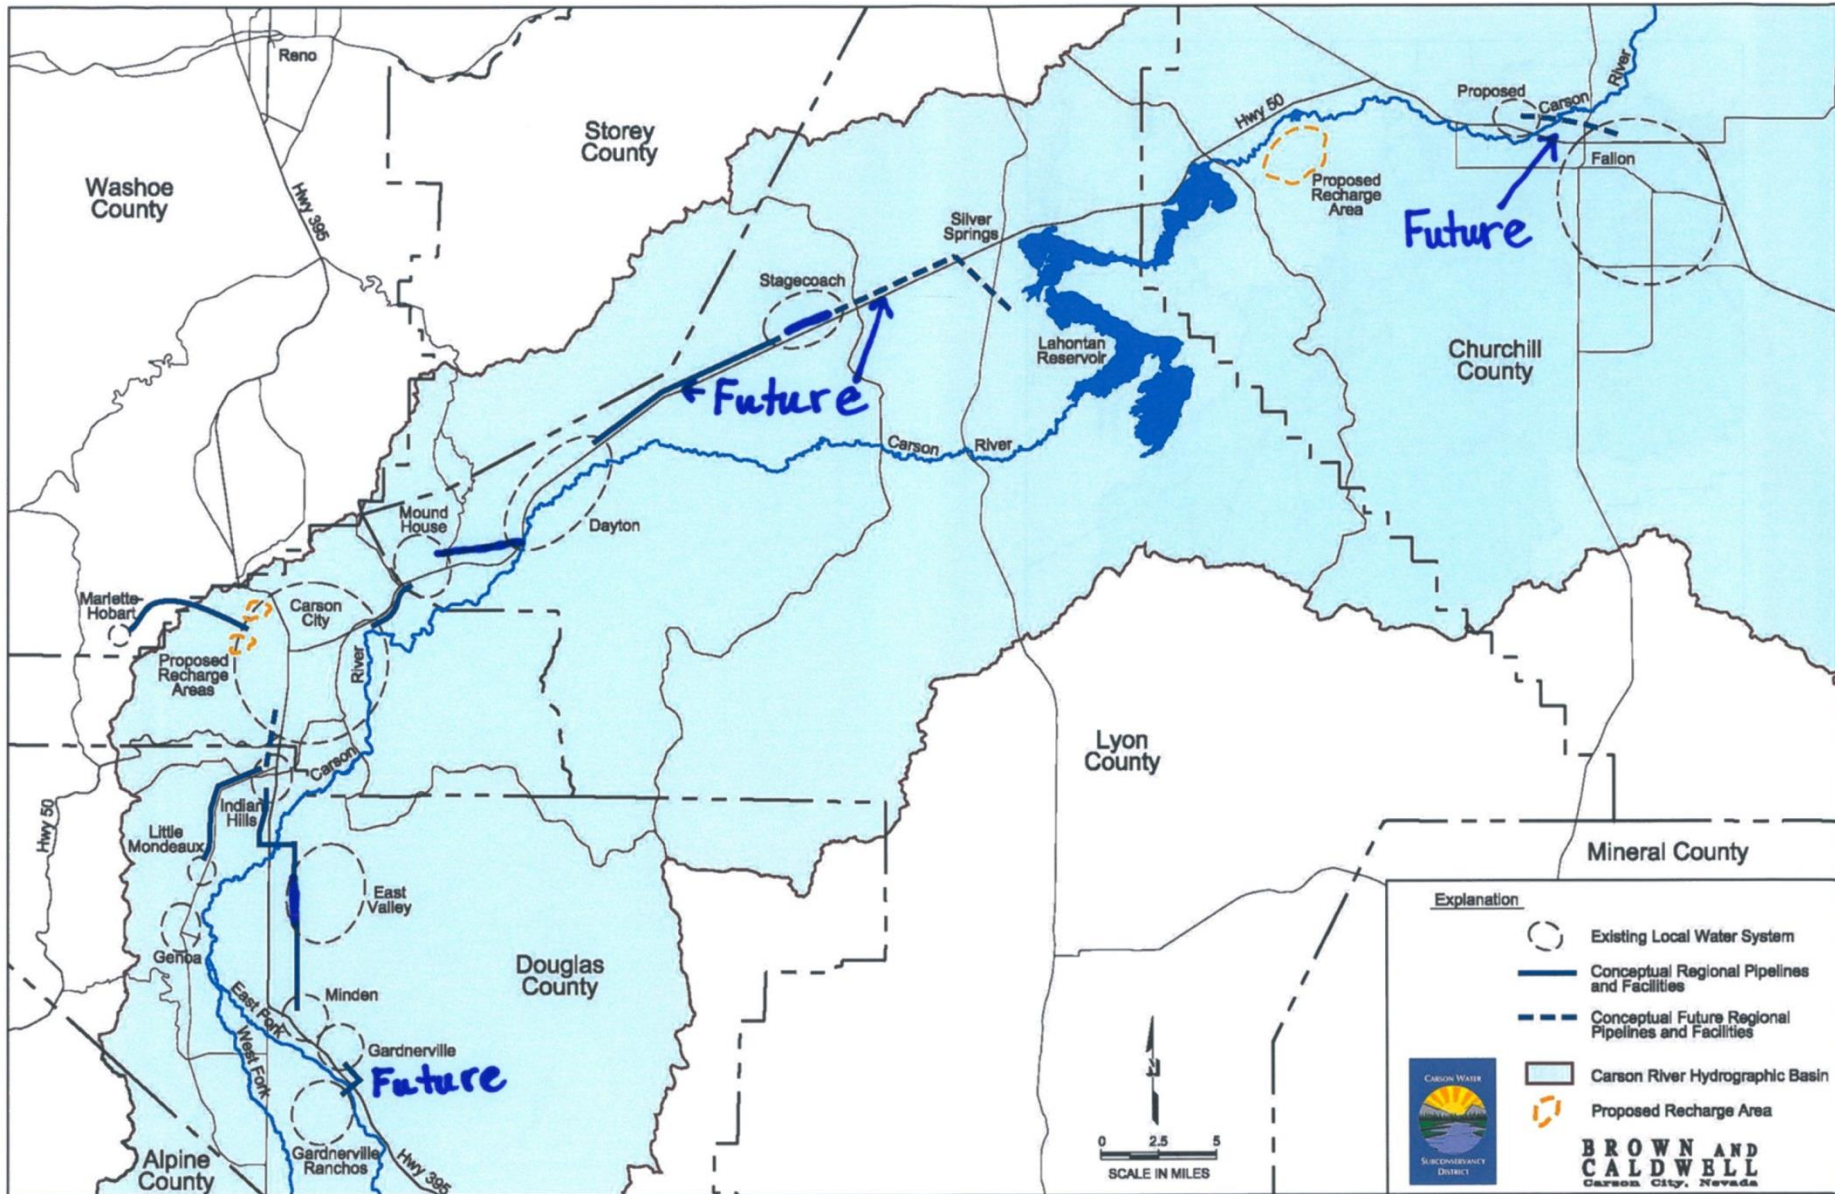 Reno
Storey
County
Washoe
County
Hwy 395
Hwy 50
Proposed
Carson
River
Fallon
Proposed
Recharge
Area
Future
Silver
Springs
Stagecoach
Lahontan
Reservoir
Churchill
County
Future
Carson River
Mound
House
Dayton
Marlette-
Hobart
Carson
City
Proposed
Recharge
Areas
River
Carson
Lyon
County
Hwy 50
Indian
Hills
Little
Mondeaux
East
Valley
Genoa
Douglas
County
Minden
East Fork
West Fork
Gardnerville
Future
Gardnerville
Ranchos
Hwy 395
Alpine
County
Mineral County
Explanation
Existing Local Water System
Conceptual Regional Pipelines
and Facilities
Conceptual Future Regional
Pipelines and Facilities
Carson River Hydrographic Basin
Proposed Recharge Area
CARSON WATER
SUBCONSERVANCY
DISTRICT
BROWN AND
CALDWELL
Carson City, Nevada
0 2.5 5
SCALE IN MILES